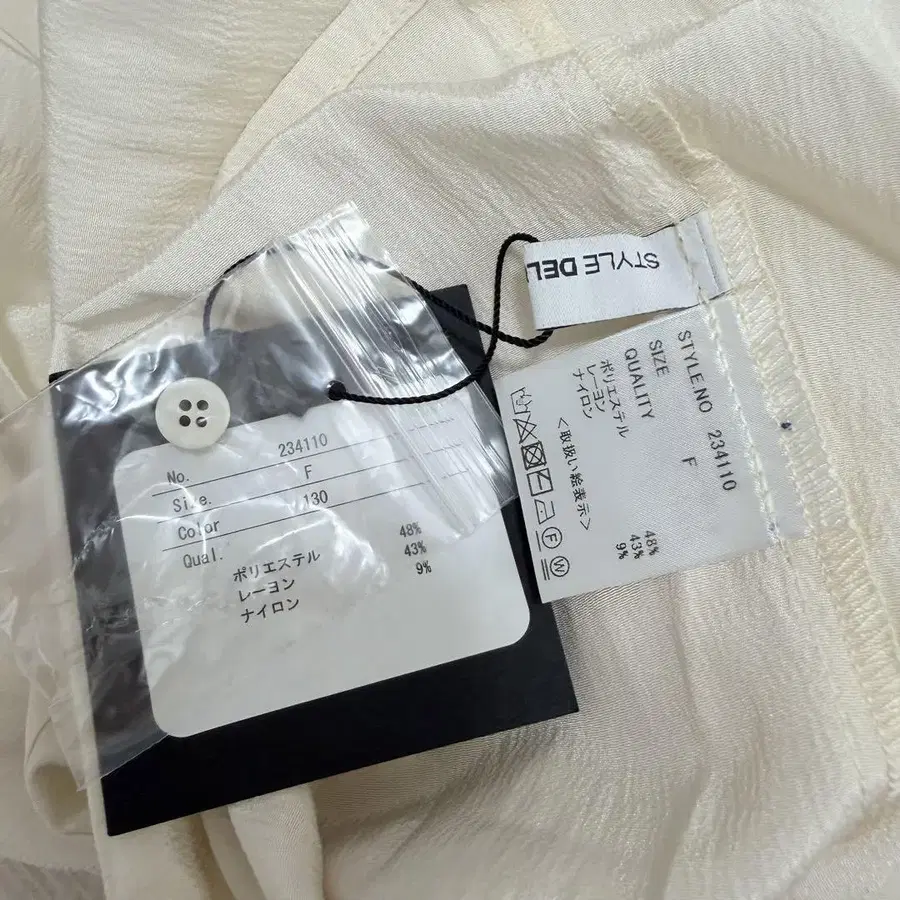 No. 234110
Size. F
Color 130
Qual.
ポリエステル 48%
レーヨン 43%
ナイロン 9%
STYLE DEL
STYLE.NO 234110
SIZE F
QUALITY
ポリエステル 48%
レーヨン 43%
ナイロン 9%
<取扱い絵表示>
F W